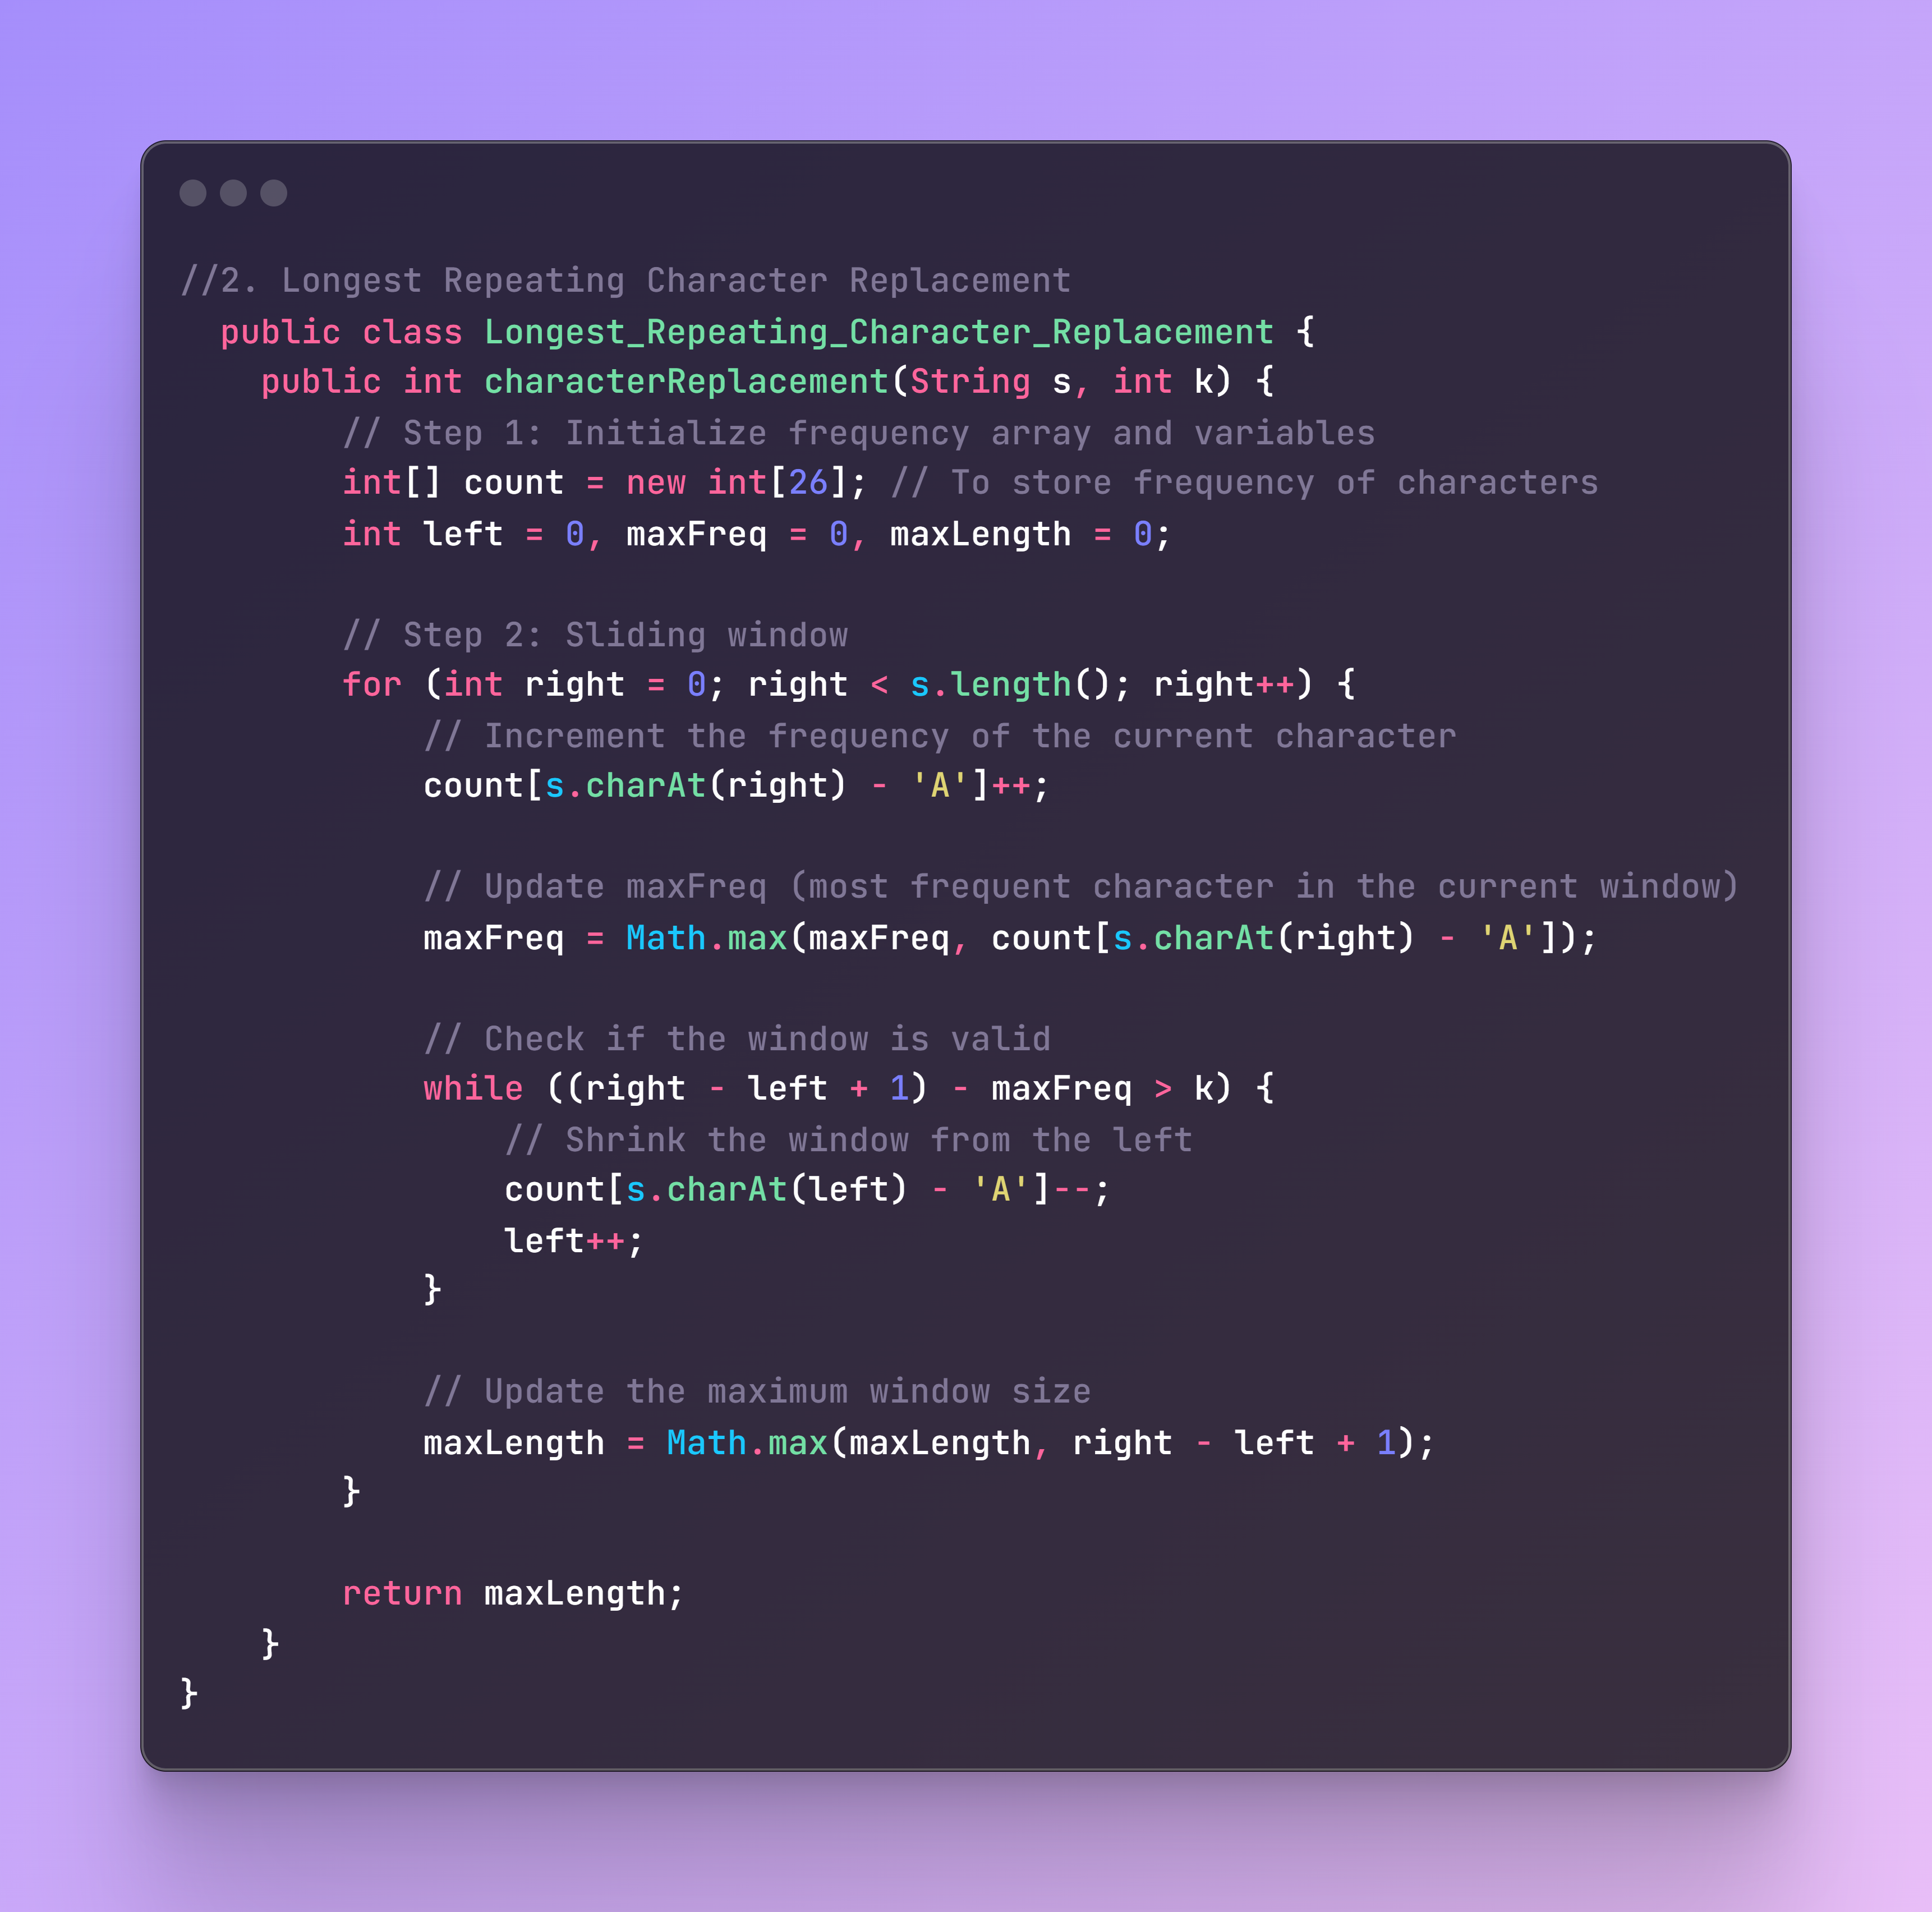 //2. Longest Repeating Character Replacement
  public class Longest_Repeating_Character_Replacement {
    public int characterReplacement(String s, int k) {
        // Step 1: Initialize frequency array and variables
        int[] count = new int[26]; // To store frequency of characters
        int left = 0, maxFreq = 0, maxLength = 0;

        // Step 2: Sliding window
        for (int right = 0; right < s.length(); right++) {
            // Increment the frequency of the current character
            count[s.charAt(right) - 'A']++;

            // Update maxFreq (most frequent character in the current window)
            maxFreq = Math.max(maxFreq, count[s.charAt(right) - 'A']);

            // Check if the window is valid
            while ((right - left + 1) - maxFreq > k) {
                // Shrink the window from the left
                count[s.charAt(left) - 'A']--;
                left++;
            }

            // Update the maximum window size
            maxLength = Math.max(maxLength, right - left + 1);
        }

        return maxLength;
    }
}